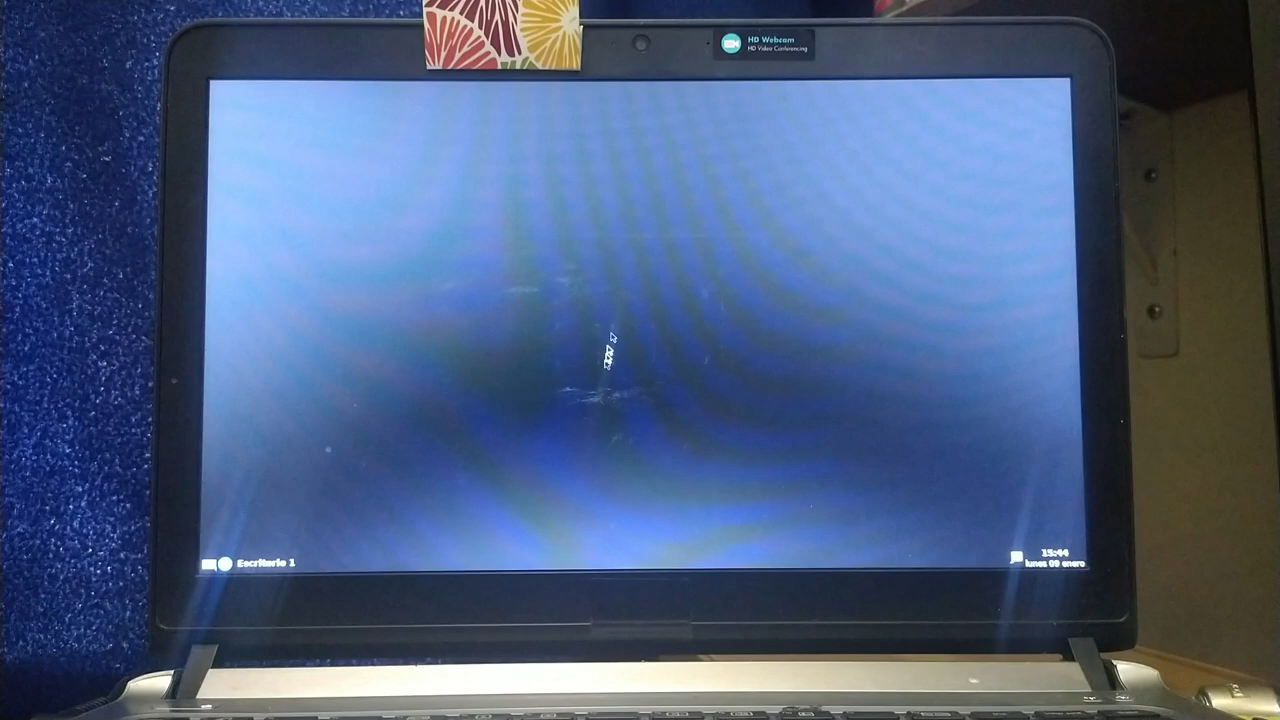 HD Webcam
HD Video Conferencing
Escritorio 1
15:44
lunes 09 enero